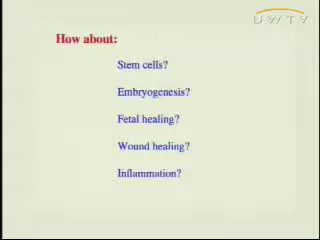 UWTV
How about:
Stem cells?
Embryogenesis?
Fetal healing?
Wound healing?
Inflammation?